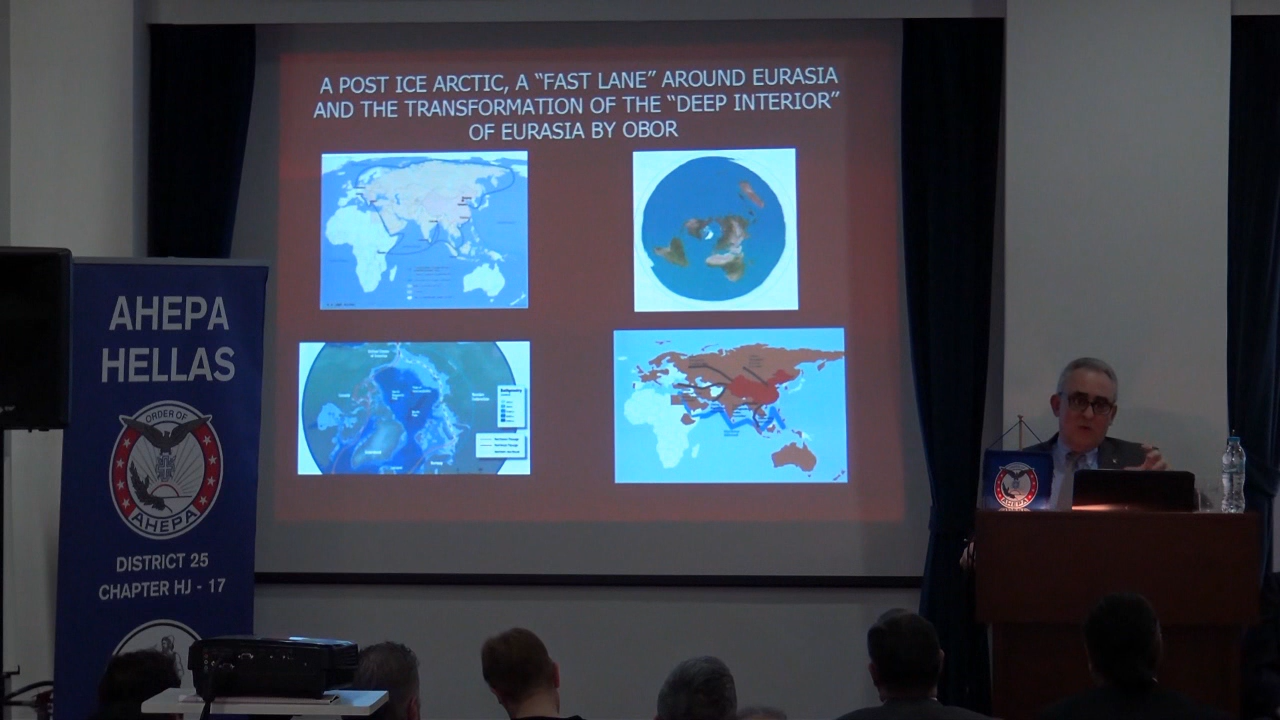 A POST ICE ARCTIC, A “FAST LANE” AROUND EURASIA
AND THE TRANSFORMATION OF THE “DEEP INTERIOR”
OF EURASIA BY OBOR
AHEPA
HELLAS
ORDER OF
AHEPA
DISTRICT 25
CHAPTER HJ - 17
AHEPA